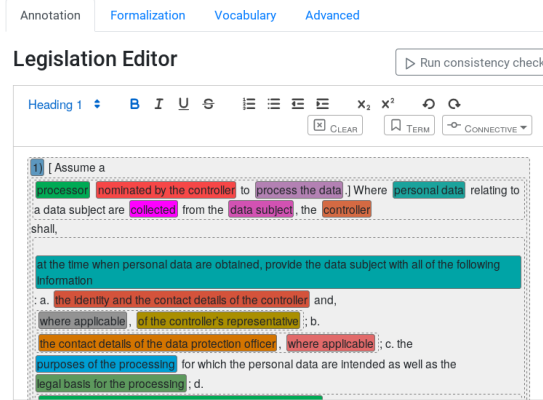 Annotation Formalization Vocabulary Advanced
Legislation Editor
Run consistency check
Heading 1 B I U S X₂ X²
CLEAR TERM CONNECTIVE
1) [ Assume a
processor nominated by the controller to process the data .] Where personal data relating to
a data subject are collected from the data subject , the controller
shall,
at the time when personal data are obtained, provide the data subject with all of the following
information
: a. the identity and the contact details of the controller and,
where applicable , of the controller's representative ; b.
the contact details of the data protection officer , where applicable ; c. the
purposes of the processing for which the personal data are intended as well as the
legal basis for the processing ; d.